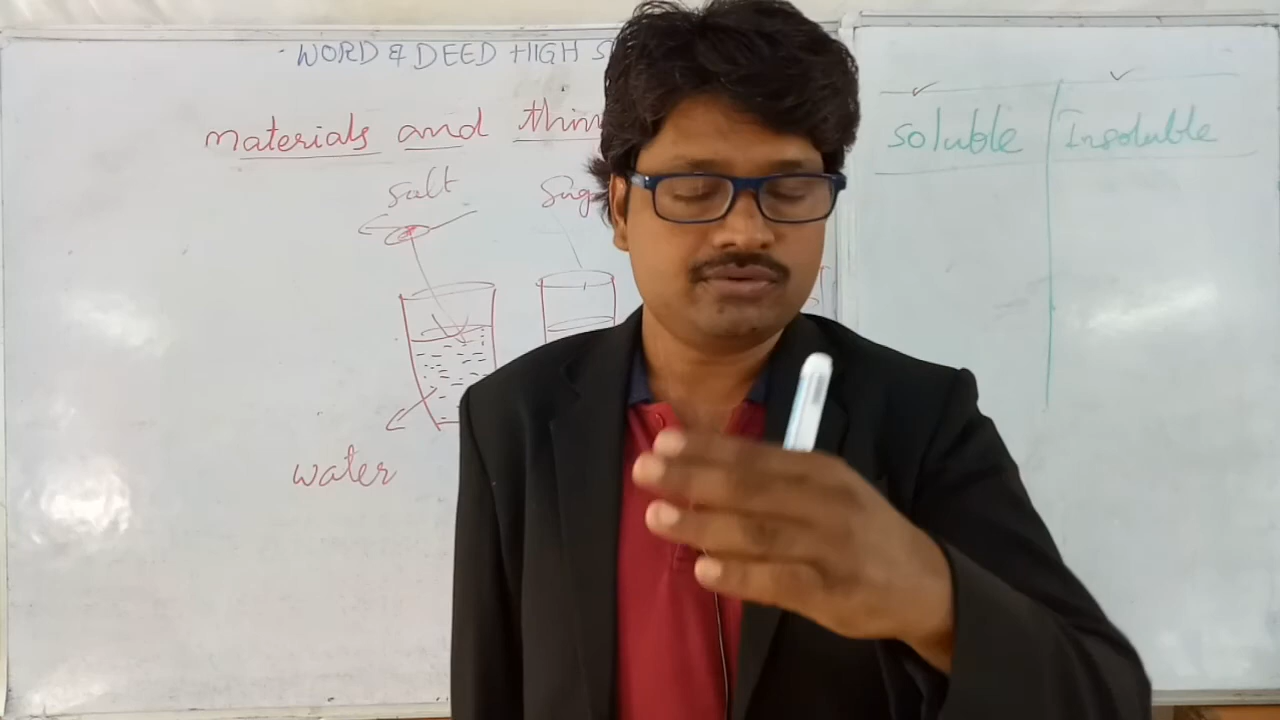 WORD & DEED HIGH
materials and
salt
water
soluble
Insoluble